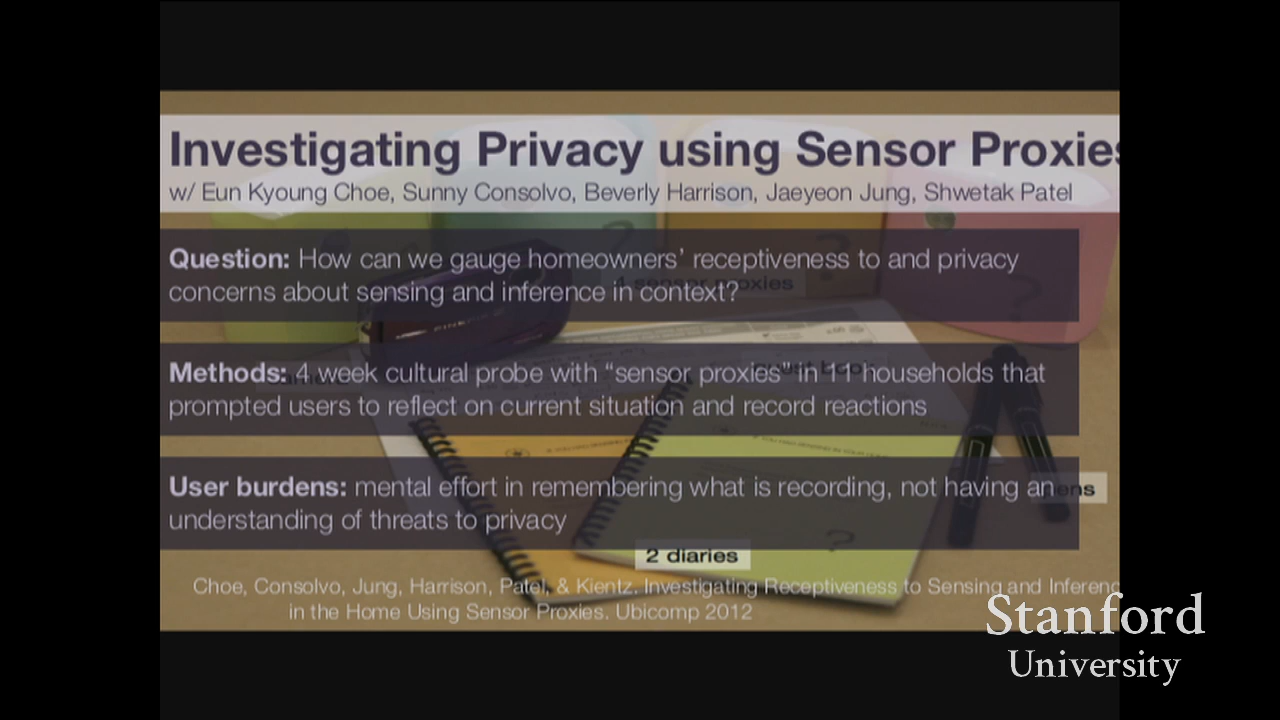 Investigating Privacy using Sensor Proxies
w/ Eun Kyoung Choe, Sunny Consolvo, Beverly Harrison, Jaeyeon Jung, Shwetak Patel
Question: How can we gauge homeowners’ receptiveness to and privacy
concerns about sensing and inference in context?
4 sensor proxies
Methods: 4 week cultural probe with “sensor proxies” in 11 households that
prompted users to reflect on current situation and record reactions
User burdens: mental effort in remembering what is recording, not having an
understanding of threats to privacy
2 diaries
Choe, Consolvo, Jung, Harrison, Patel, & Kientz. Investigating Receptiveness to Sensing and Inferenc
in the Home Using Sensor Proxies. Ubicomp 2012
Stanford
University